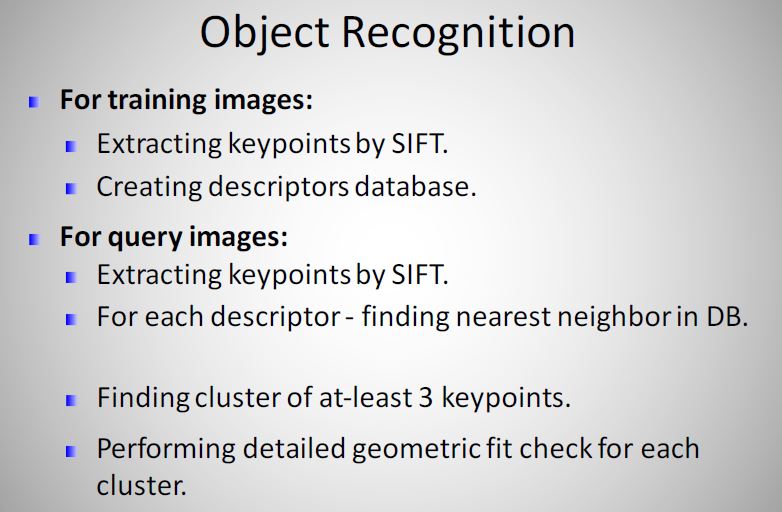 Object Recognition
For training images:
Extracting keypoints by SIFT.
Creating descriptors database.
For query images:
Extracting keypoints by SIFT.
For each descriptor - finding nearest neighbor in DB.
Finding cluster of at-least 3 keypoints.
Performing detailed geometric fit check for each
cluster.